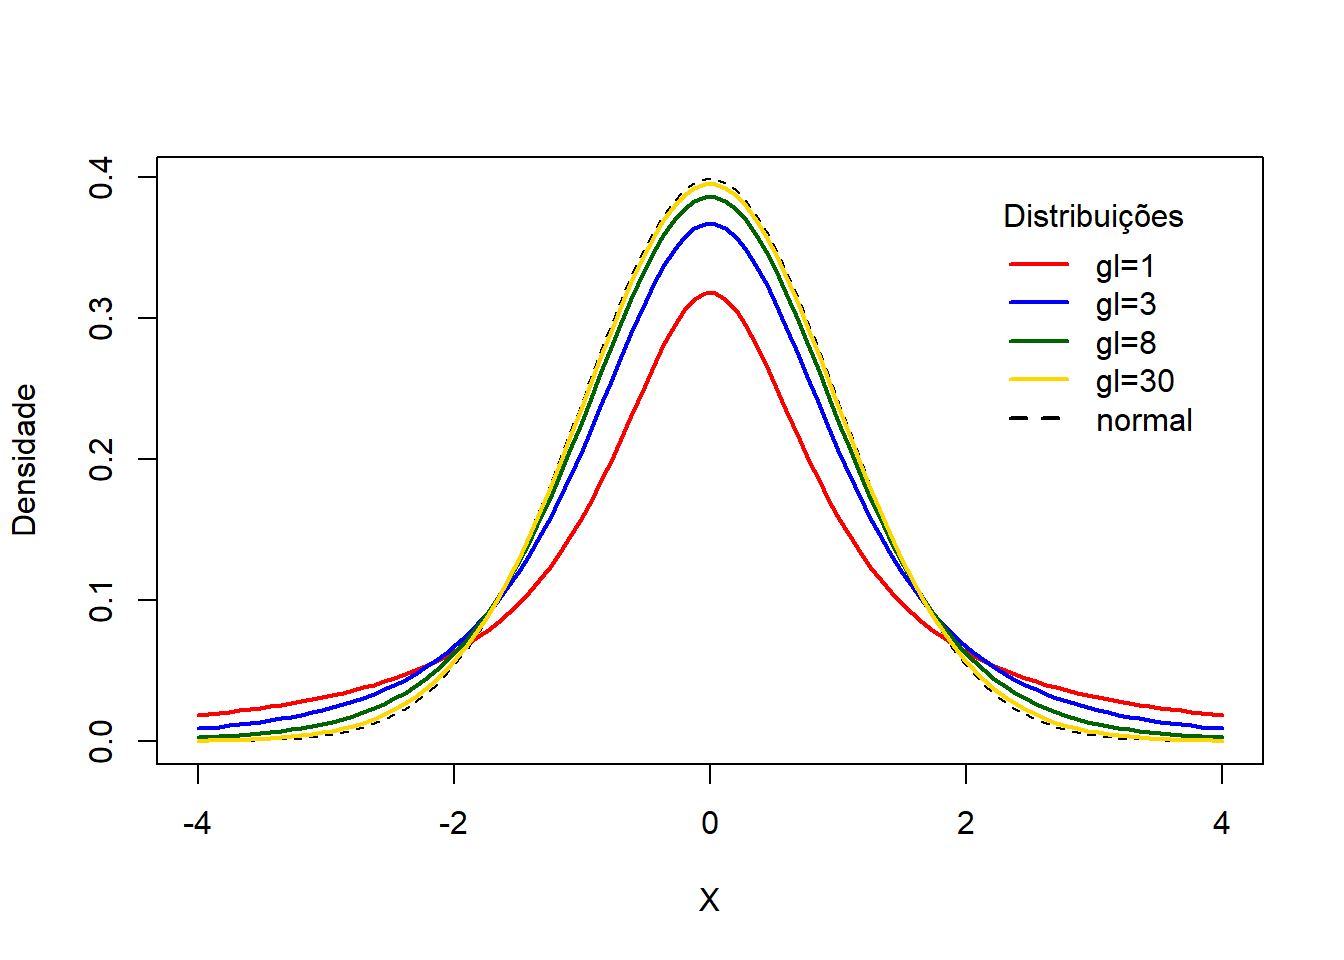 Distribuições
gl=1
gl=3
gl=8
gl=30
normal
Densidade
0.4
0.3
0.2
0.1
0.0
-4 -2 0 2 4
X